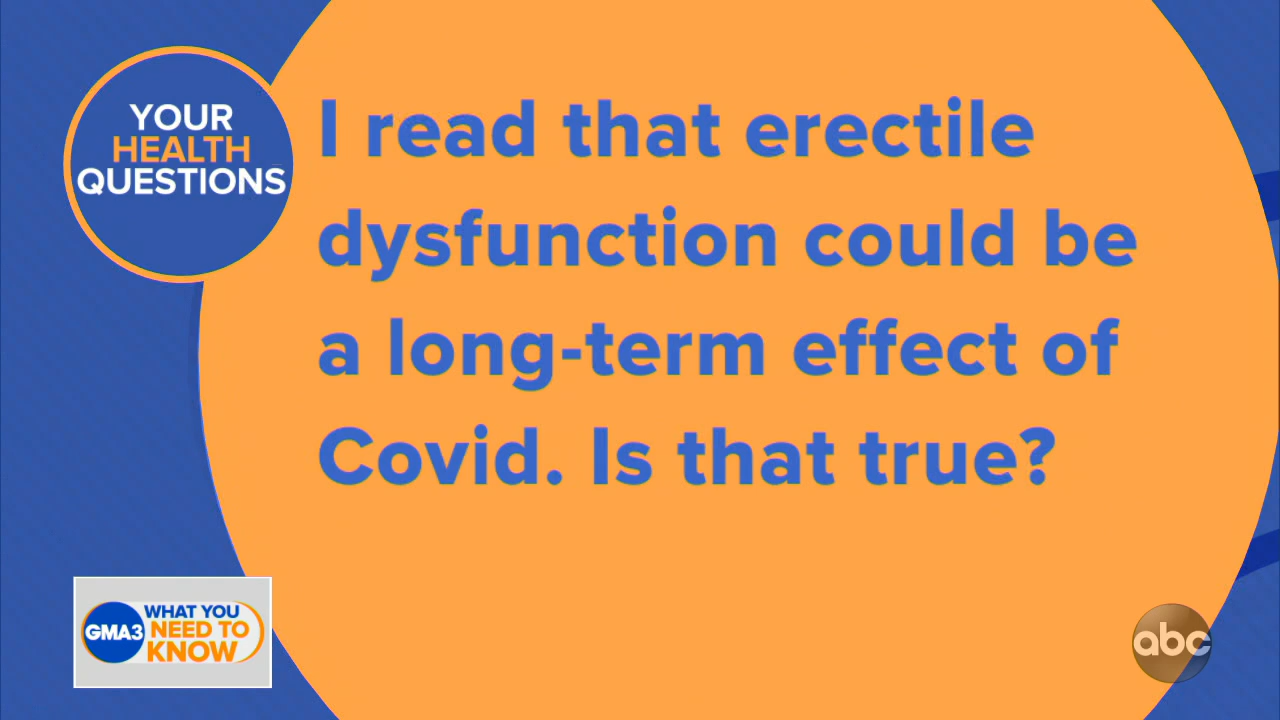 YOUR
HEALTH
QUESTIONS
I read that erectile
dysfunction could be
a long-term effect of
Covid. Is that true?
GMA3
WHAT YOU
NEED TO
KNOW
abc